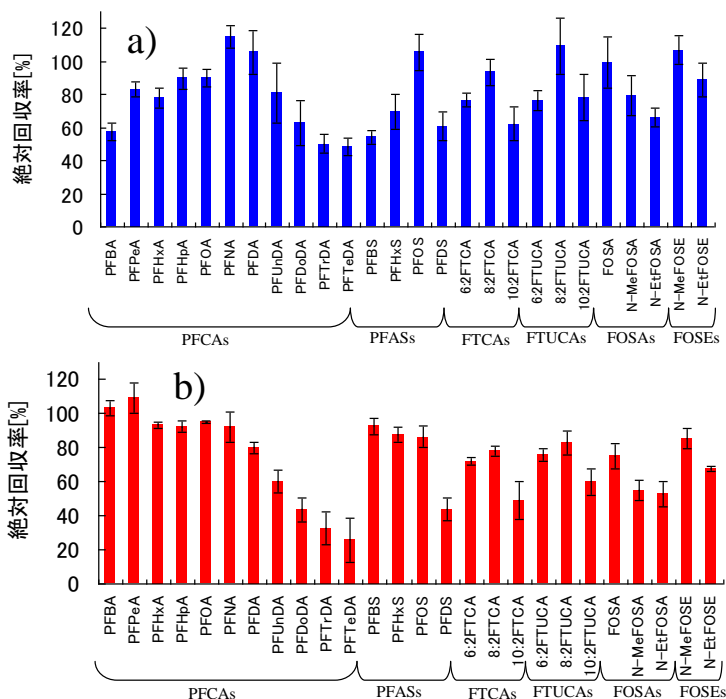 a)
絶対回収率[%]
120
100
80
60
40
20
0
PFBA
PFPeA
PFHxA
PFHpA
PFOA
PFNA
PFDA
PFUnDA
PFDoDA
PFTrDA
PFTeDA
PFBS
PFHxS
PFOS
PFDS
6:2FTCA
8:2FTCA
10:2FTCA
6:2FTUCA
8:2FTUCA
10:2FTUCA
FOSA
N-MeFOSA
N-EtFOSA
N-MeFOSE
N-EtFOSE
PFCAs
PFASs
FTCAs
FTUCAs
FOSAs
FOSEs
b)
絶対回収率[%]
120
100
80
60
40
20
0
PFBA
PFPeA
PFHxA
PFHpA
PFOA
PFNA
PFDA
PFUnDA
PFDoDA
PFTrDA
PFTeDA
PFBS
PFHxS
PFOS
PFDS
6:2FTCA
8:2FTCA
10:2FTCA
6:2FTUCA
8:2FTUCA
10:2FTUCA
FOSA
N-MeFOSA
N-EtFOSA
N-MeFOSE
N-EtFOSE
PFCAs
PFASs
FTCAs
FTUCAs
FOSAs
FOSEs